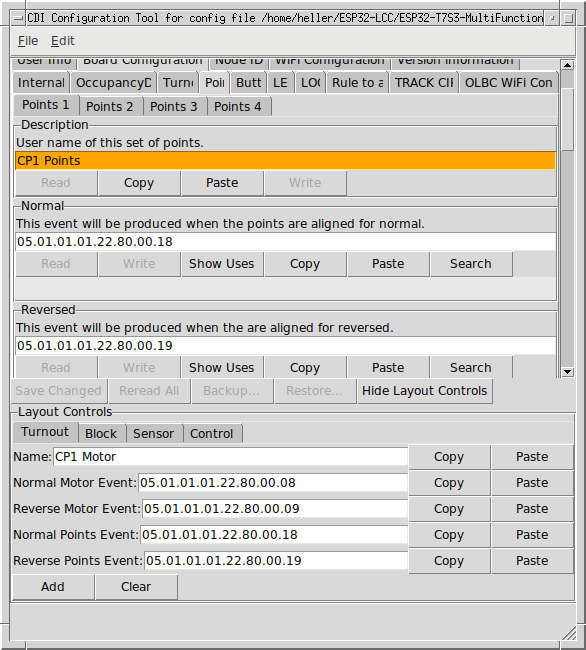 CDI Configuration Tool for config file /home/heller/ESP32-LCC/ESP32-T7S3-MultiFunction
File Edit
User Info Board Configuration Node ID WiFi Configuration Version Information
Internal OccupancyD Turno Poi Butt LE LOC Rule to a TRACK CIF OLBC WiFi Con
Points 1 Points 2 Points 3 Points 4
Description
User name of this set of points.
CP1 Points
Read Copy Paste Write
Normal
This event will be produced when the points are aligned for normal.
05.01.01.01.22.80.00.18
Read Write Show Uses Copy Paste Search
Reversed
This event will be produced when the are aligned for reversed.
05.01.01.01.22.80.00.19
Read Write Show Uses Copy Paste Search
Save Changed Reread All Backup... Restore... Hide Layout Controls
Layout Controls
Turnout Block Sensor Control
Name: CP1 Motor Copy Paste
Normal Motor Event: 05.01.01.01.22.80.00.08 Copy Paste
Reverse Motor Event: 05.01.01.01.22.80.00.09 Copy Paste
Normal Points Event: 05.01.01.01.22.80.00.18 Copy Paste
Reverse Points Event: 05.01.01.01.22.80.00.19 Copy Paste
Add Clear